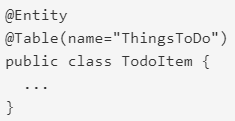 @Entity
@Table(name="ThingsToDo")
public class TodoItem {
  ...
}